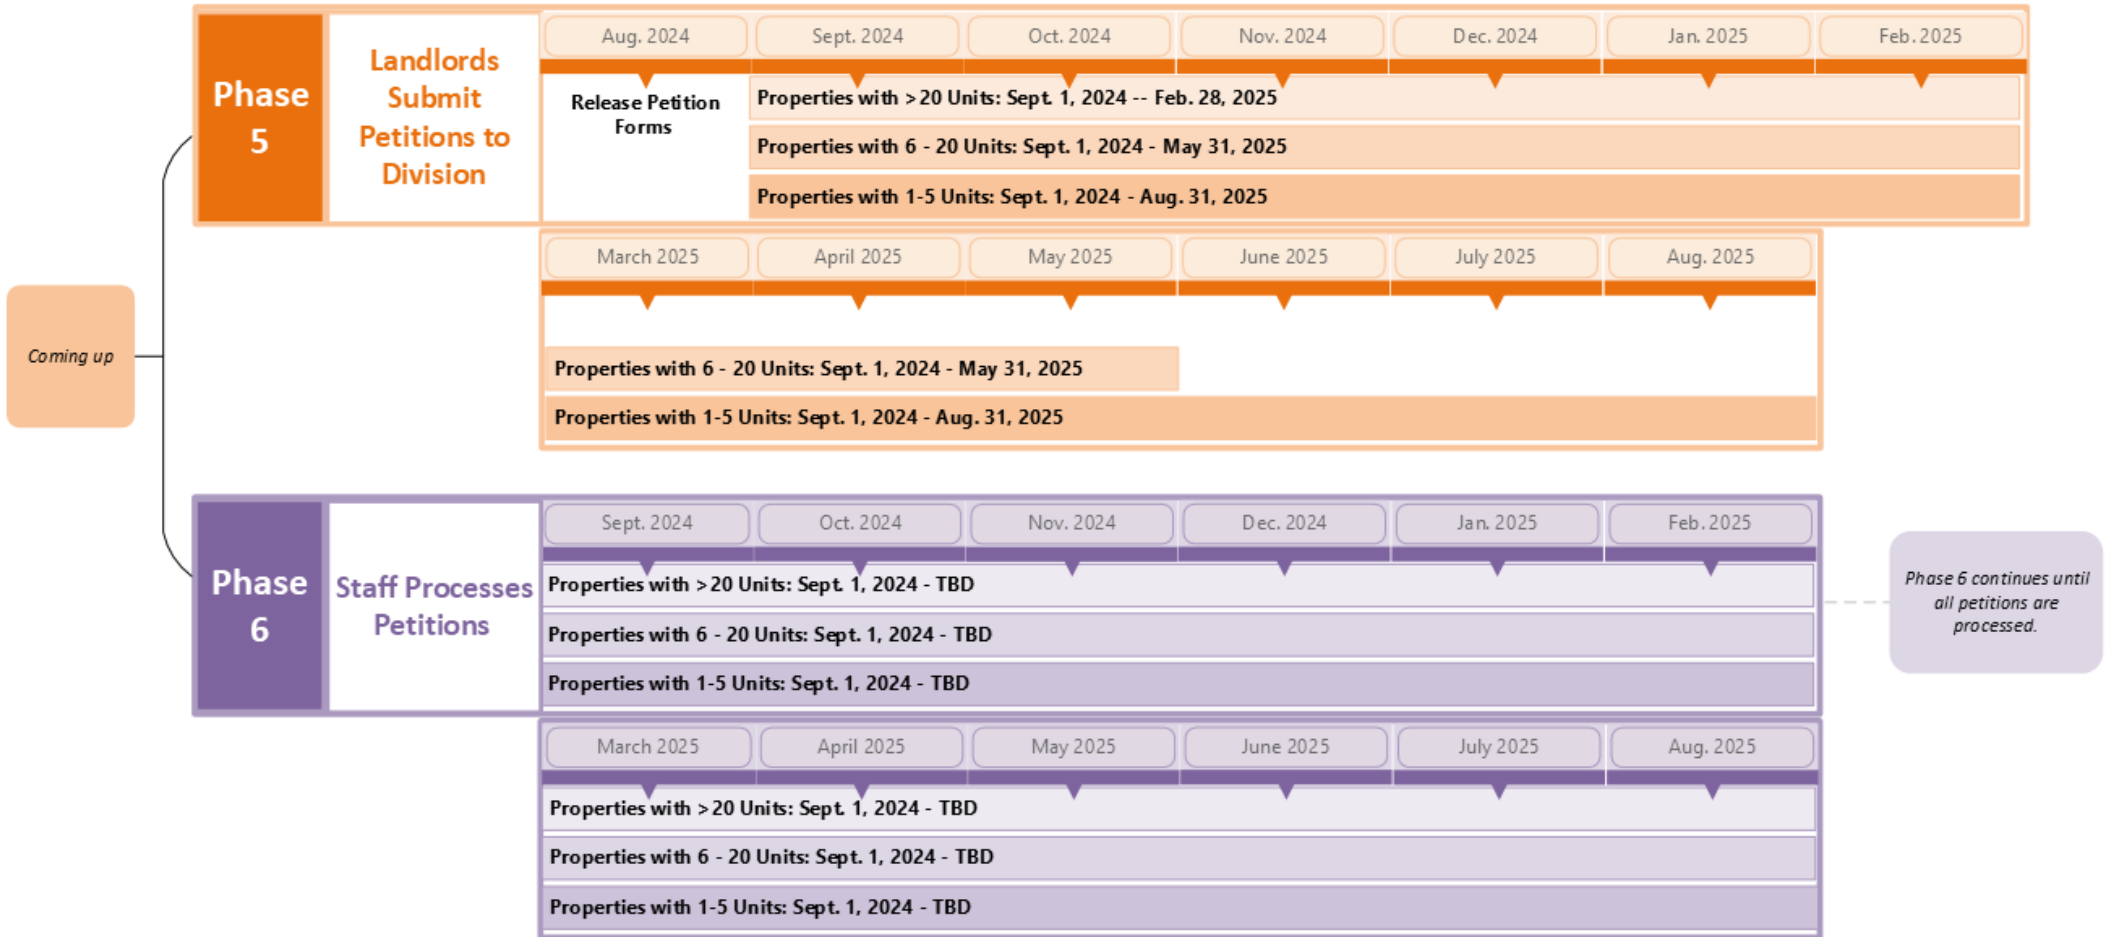 Phase
5
Landlords
Submit
Petitions to
Division
Aug. 2024
Sept. 2024
Oct. 2024
Nov. 2024
Dec. 2024
Jan. 2025
Feb. 2025
Release Petition
Forms
Properties with >20 Units: Sept. 1, 2024 -- Feb. 28, 2025
Properties with 6 - 20 Units: Sept. 1, 2024 - May 31, 2025
Properties with 1-5 Units: Sept. 1, 2024 - Aug. 31, 2025
March 2025
April 2025
May 2025
June 2025
July 2025
Aug. 2025
Properties with 6 - 20 Units: Sept. 1, 2024 - May 31, 2025
Properties with 1-5 Units: Sept. 1, 2024 - Aug. 31, 2025
Coming up
Phase
6
Staff Processes
Petitions
Sept. 2024
Oct. 2024
Nov. 2024
Dec. 2024
Jan. 2025
Feb. 2025
Properties with >20 Units: Sept. 1, 2024 - TBD
Properties with 6 - 20 Units: Sept. 1, 2024 - TBD
Properties with 1-5 Units: Sept. 1, 2024 - TBD
Phase 6 continues until
all petitions are
processed.
March 2025
April 2025
May 2025
June 2025
July 2025
Aug. 2025
Properties with >20 Units: Sept. 1, 2024 - TBD
Properties with 6 - 20 Units: Sept. 1, 2024 - TBD
Properties with 1-5 Units: Sept. 1, 2024 - TBD